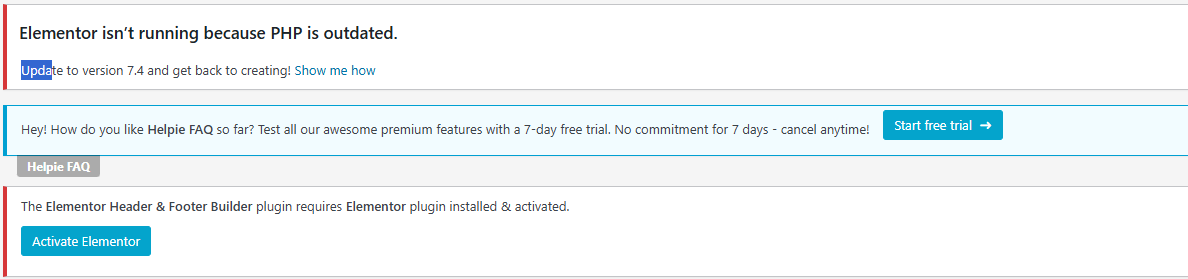 Elementor isn’t running because PHP is outdated.
Update to version 7.4 and get back to creating! Show me how
Hey! How do you like Helpie FAQ so far? Test all our awesome premium features with a 7-day free trial. No commitment for 7 days - cancel anytime! Start free trial ➜
Helpie FAQ
The Elementor Header & Footer Builder plugin requires Elementor plugin installed & activated.
Activate Elementor